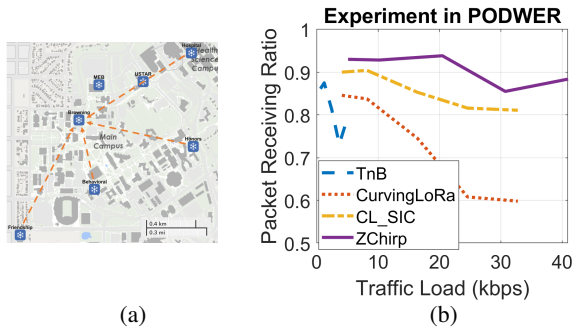 Hospital
Health
Science
Campus
MEB
USTAR
Browning
Main
Campus
Honors
Behavioral
Friendship
0.4 km
0.3 mi
(a)
Experiment in PODWER
Packet Receiving Ratio
1
0.9
0.8
0.7
0.6
0.5
TnB
CurvingLoRa
CL_SIC
ZChirp
0 10 20 30 40
Traffic Load (kbps)
(b)